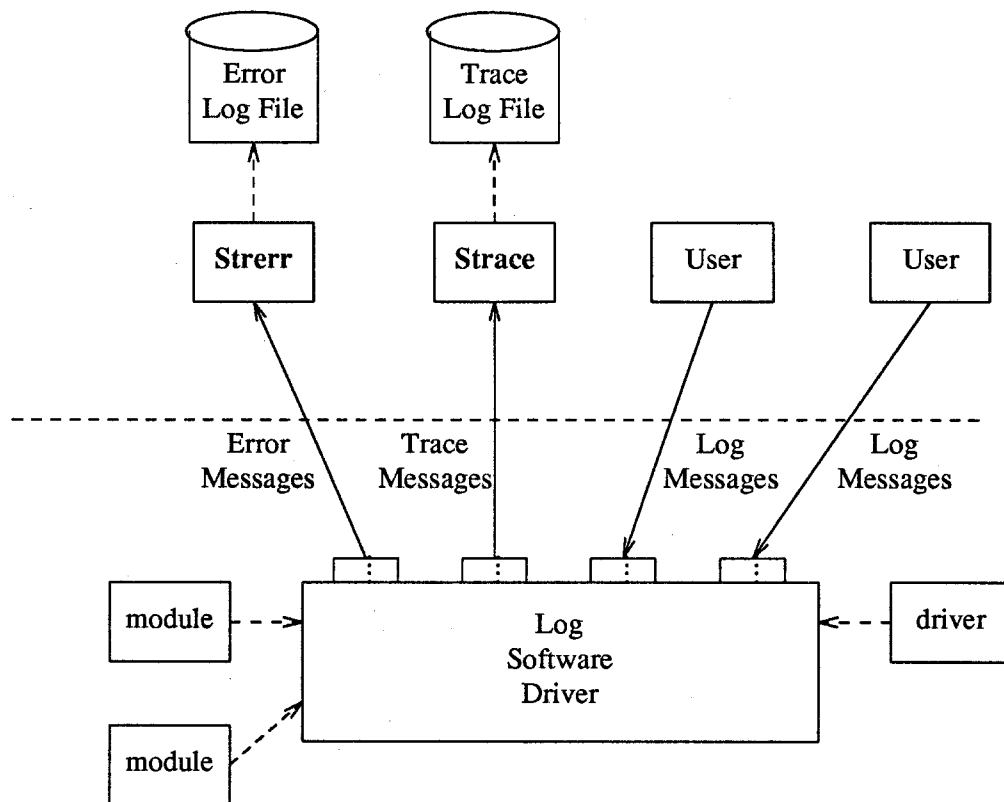 Error
Log File
Trace
Log File
Strerr
Strace
User
User
Error
Messages
Trace
Messages
Log
Messages
Log
Messages
module
Log
Software
Driver
driver
module